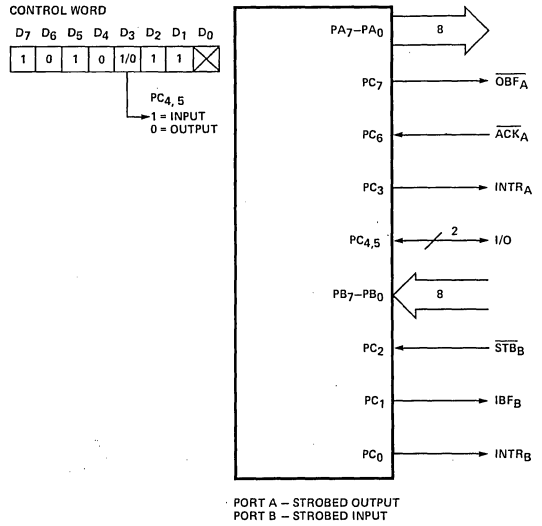 CONTROL WORD
D7 D6 D5 D4 D3 D2 D1 D0
1 0 1 0 1/0 1 1
PC4, 5
1 = INPUT
0 = OUTPUT
PA7–PA0 8
PC7 OBFA
PC6 ACKA
PC3 INTRA
PC4,5 2 I/O
PB7–PB0 8
PC2 STBB
PC1 IBFB
PC0 INTRB
PORT A – STROBED OUTPUT
PORT B – STROBED INPUT